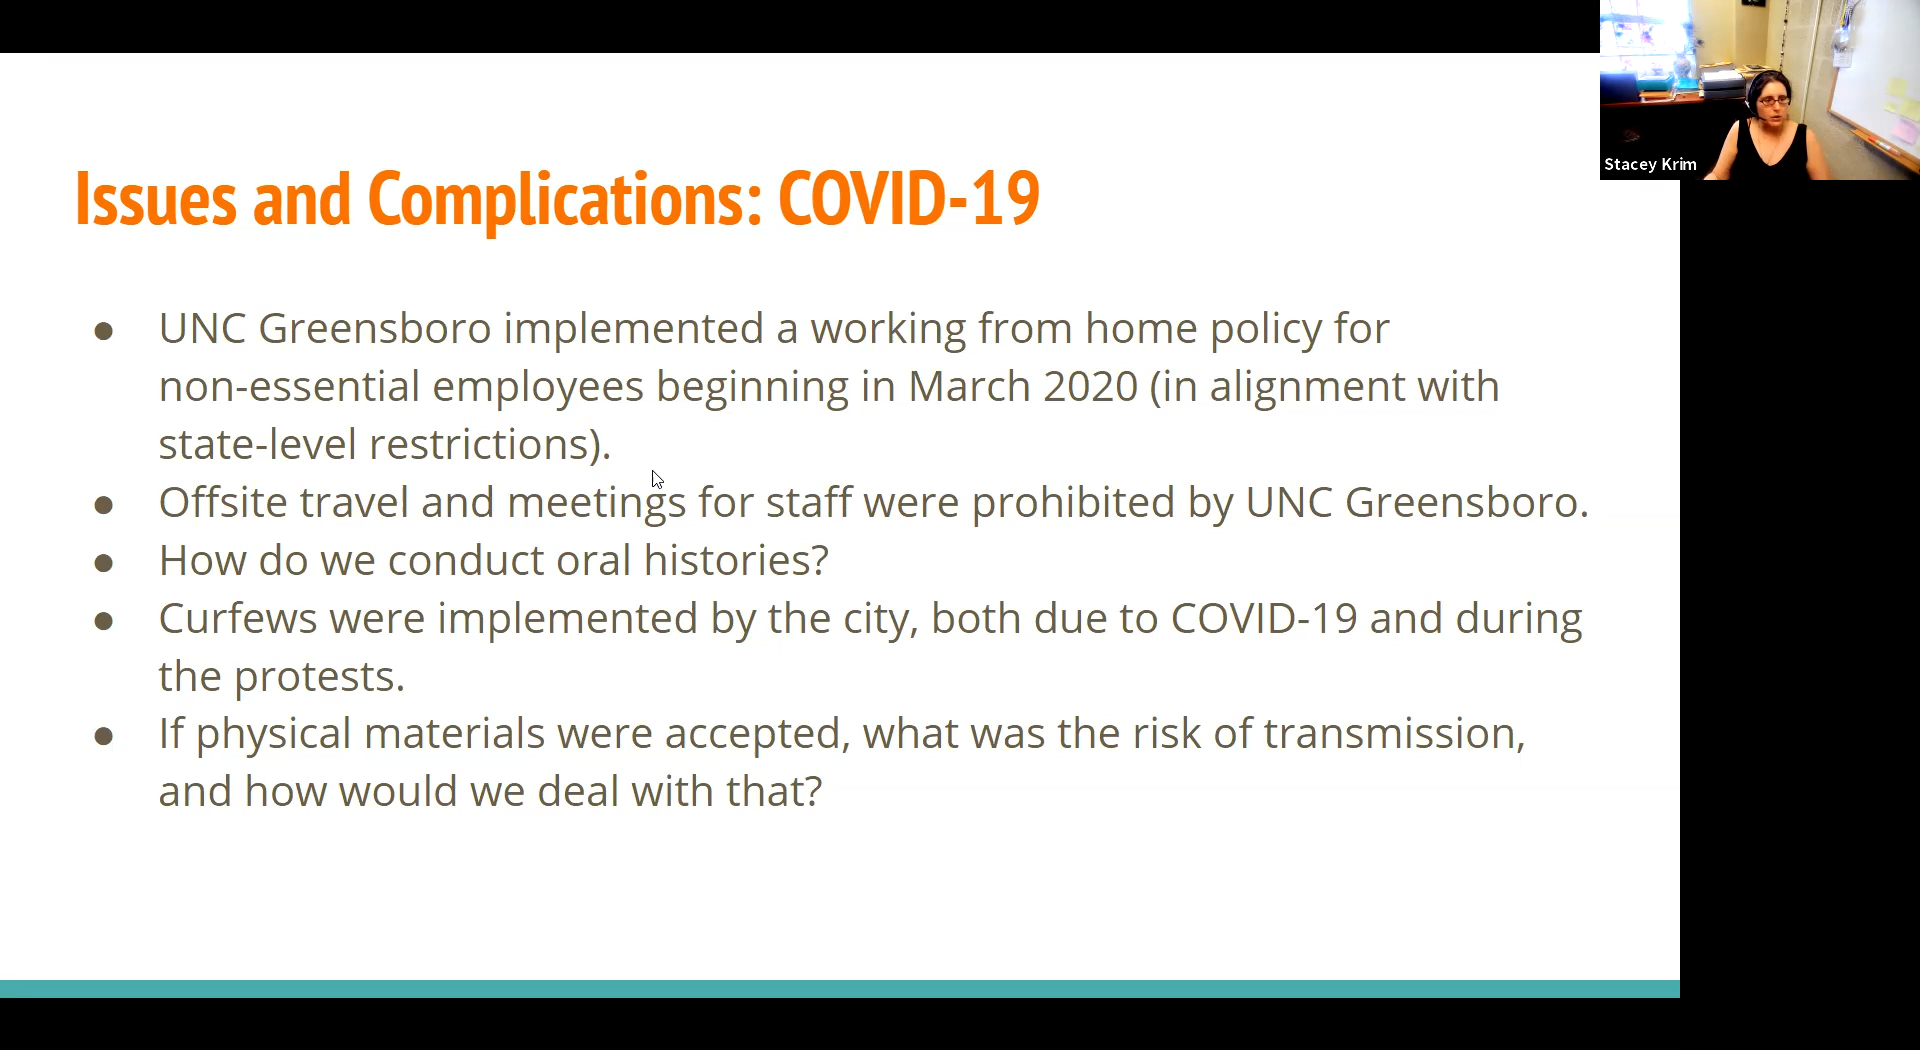 Issues and Complications: COVID-19
● UNC Greensboro implemented a working from home policy for
non-essential employees beginning in March 2020 (in alignment with
state-level restrictions).
● Offsite travel and meetings for staff were prohibited by UNC Greensboro.
● How do we conduct oral histories?
● Curfews were implemented by the city, both due to COVID-19 and during
the protests.
● If physical materials were accepted, what was the risk of transmission,
and how would we deal with that?
Stacey Krim